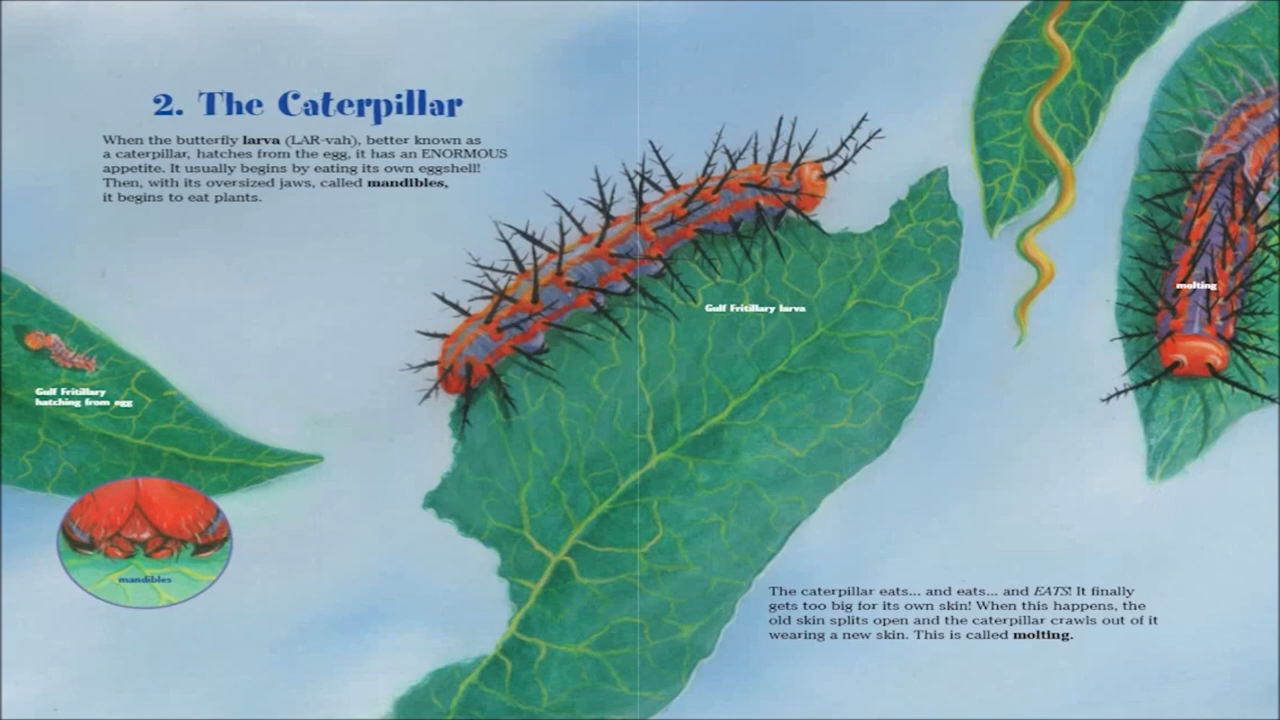 2. The Caterpillar
When the butterfly larva (LAR-vah), better known as
a caterpillar, hatches from the egg, it has an ENORMOUS
appetite. It usually begins by eating its own eggshell!
Then, with its oversized jaws, called mandibles,
it begins to eat plants.
Gulf Fritillary
hatching from egg
mandibles
Gulf Fritillary larva
molting
The caterpillar eats... and eats... and EATS! It finally
gets too big for its own skin! When this happens, the
old skin splits open and the caterpillar crawls out of it
wearing a new skin. This is called molting.